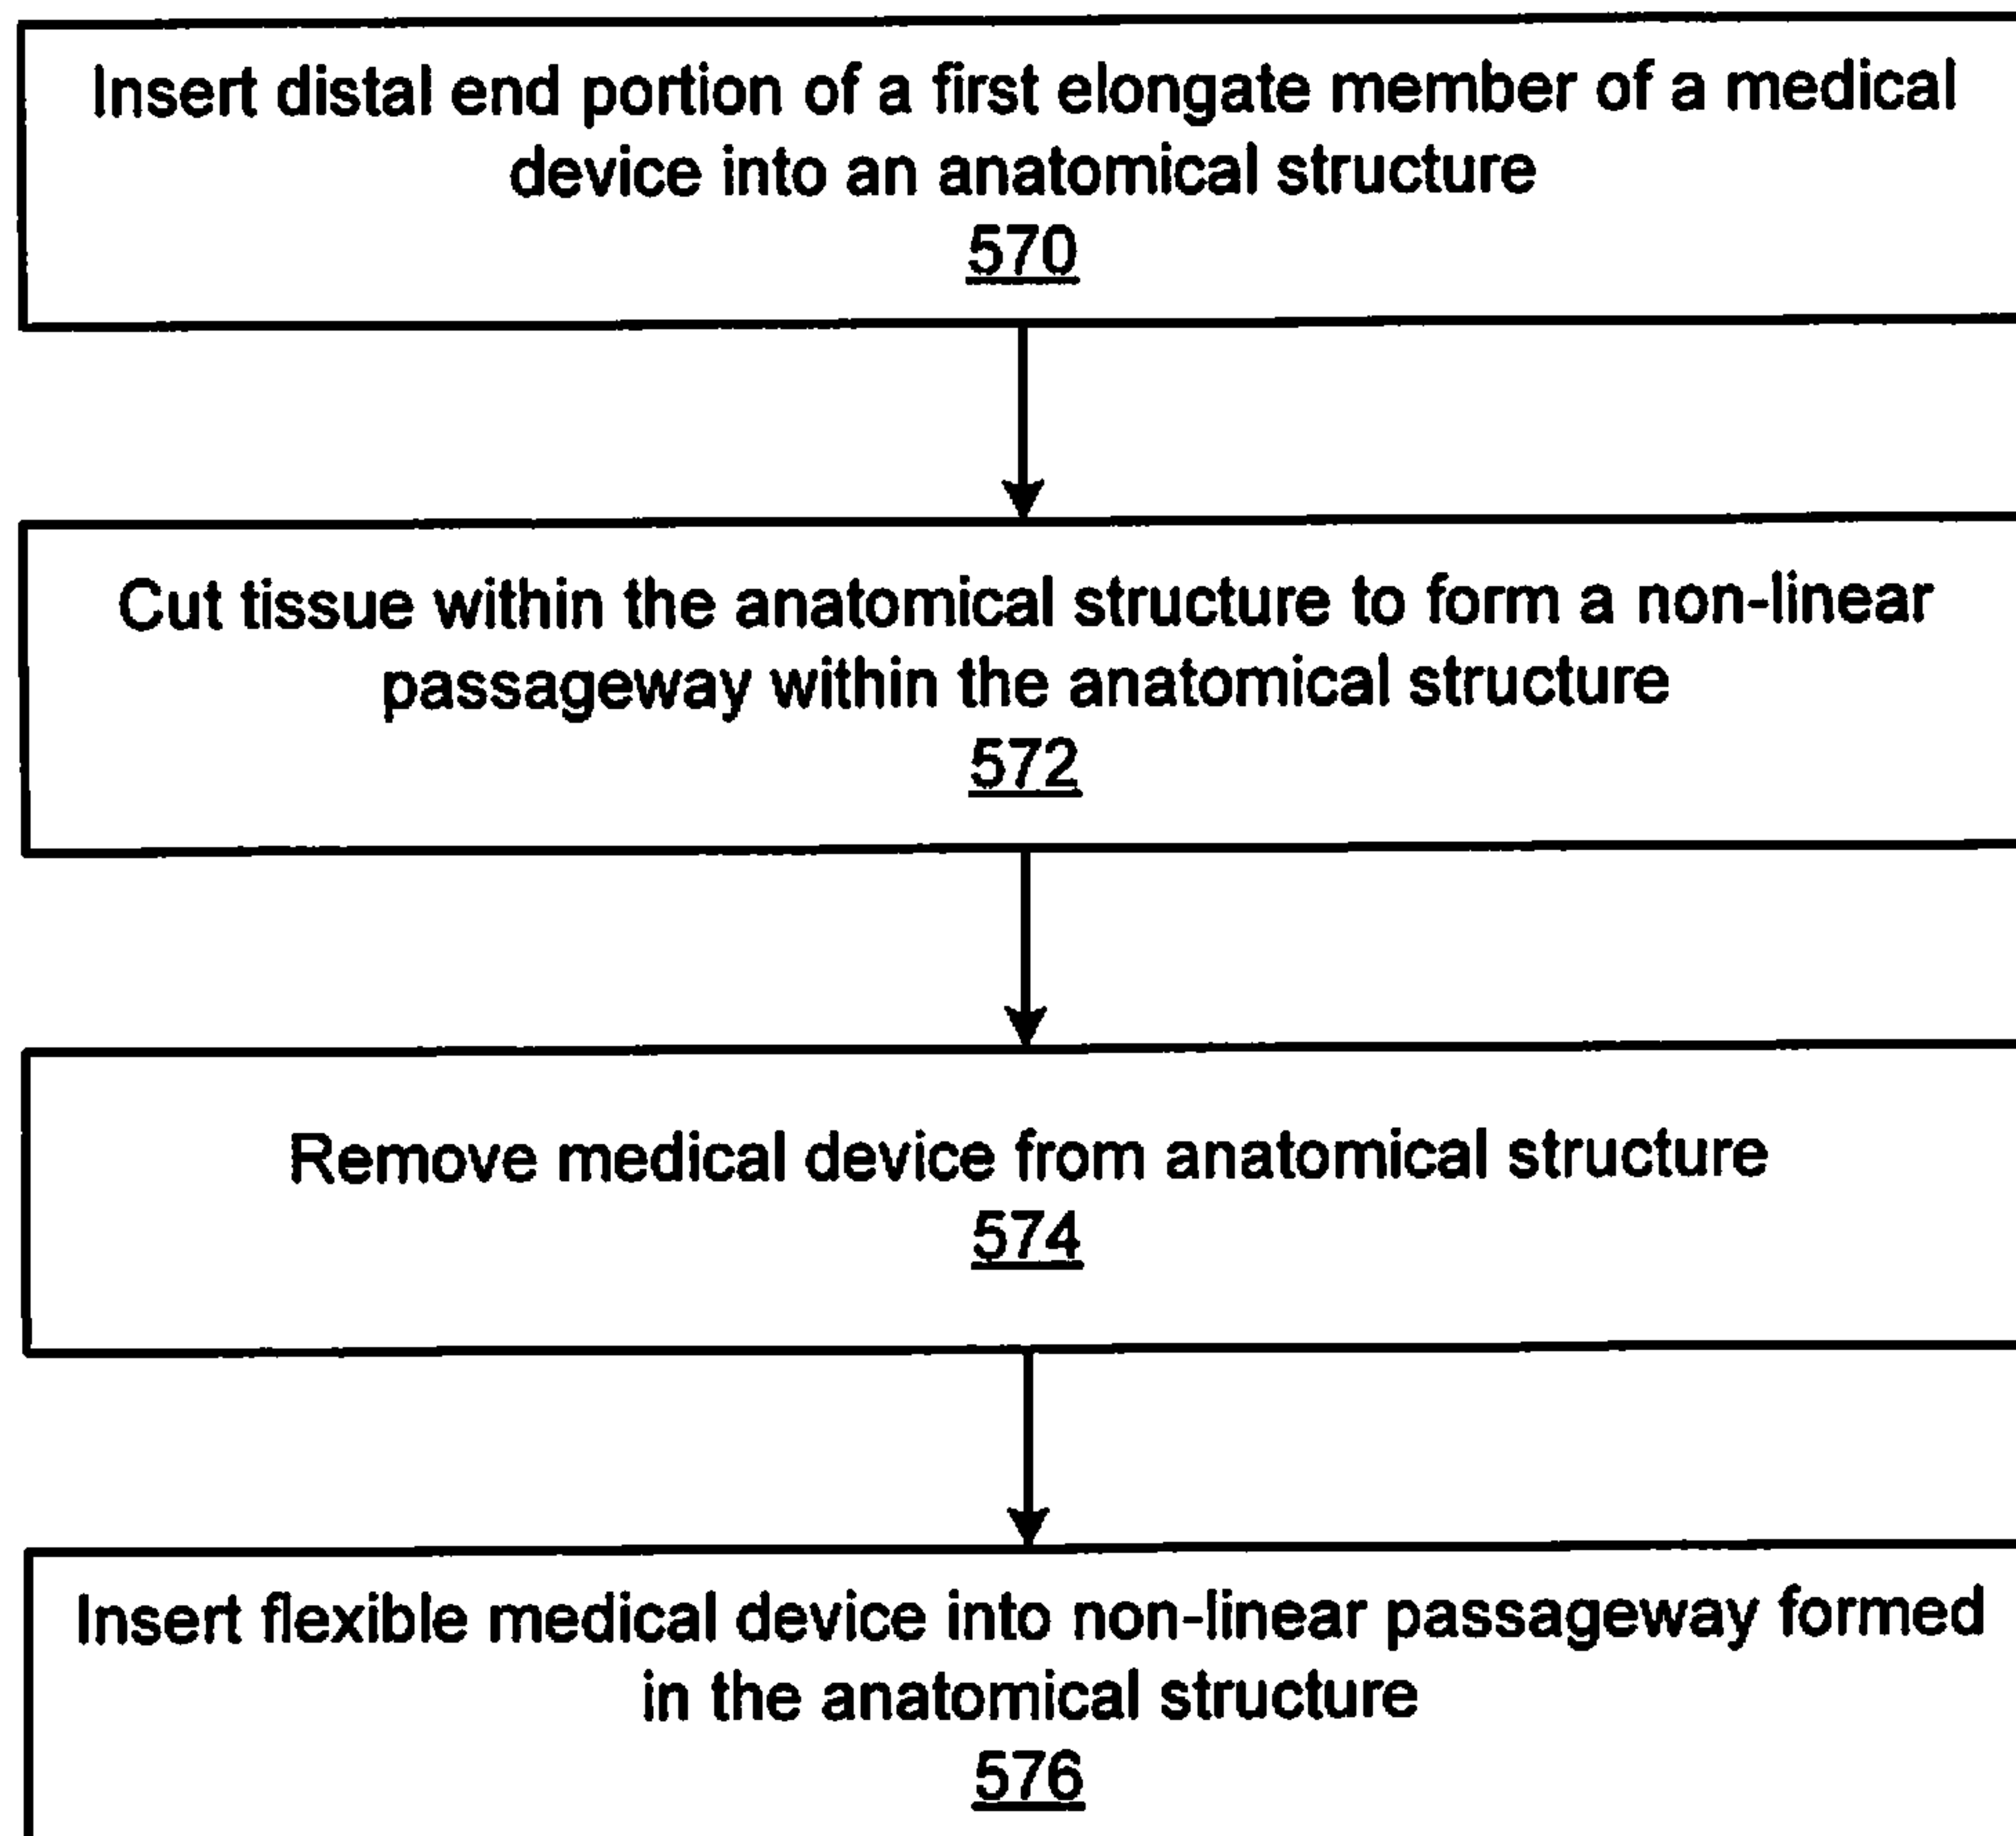 Insert distal end portion of a first elongate member of a medical
device into an anatomical structure
570
Cut tissue within the anatomical structure to form a non-linear
passageway within the anatomical structure
572
Remove medical device from anatomical structure
574
Insert flexible medical device into non-linear passageway formed
in the anatomical structure
576